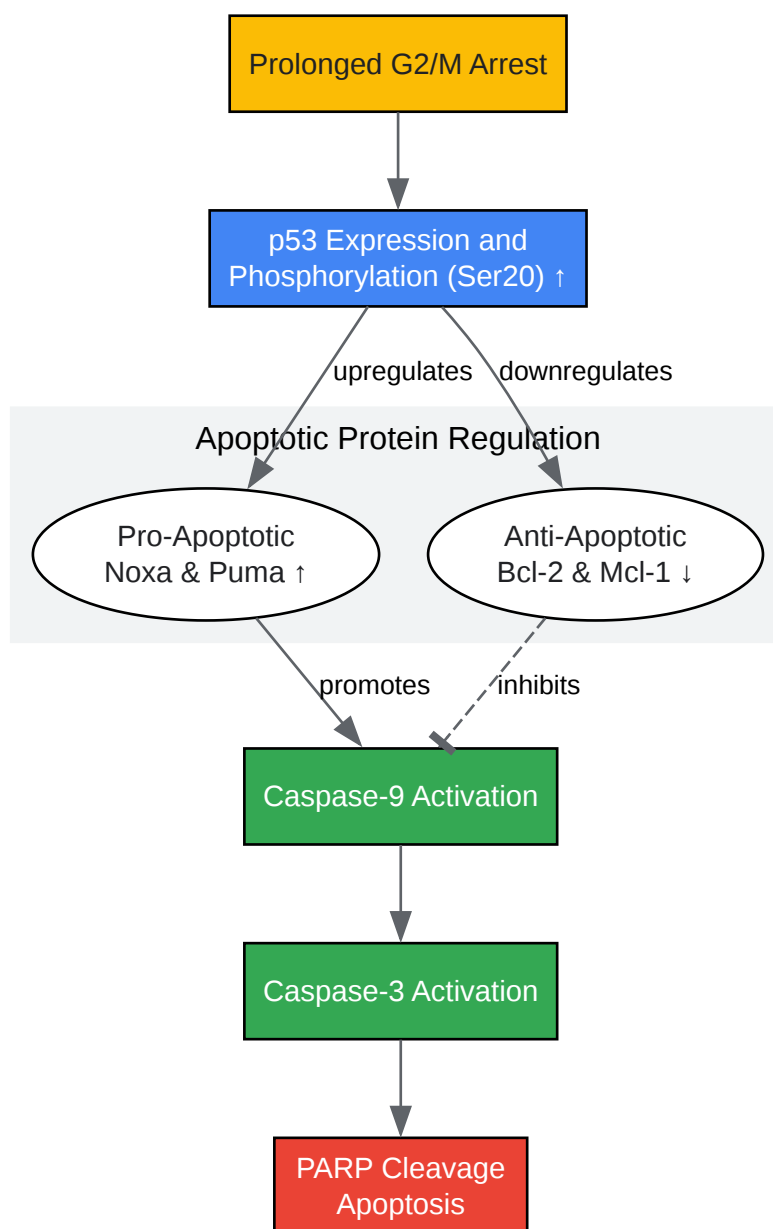 Prolonged G2/M Arrest
p53 Expression and
Phosphorylation (Ser20) ↑
upregulates
downregulates
Apoptotic Protein Regulation
Pro-Apoptotic
Noxa & Puma ↑
Anti-Apoptotic
Bcl-2 & Mcl-1 ↓
promotes
inhibits
Caspase-9 Activation
Caspase-3 Activation
PARP Cleavage
Apoptosis